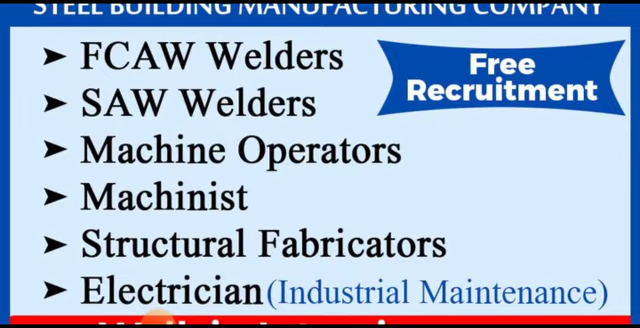 STEEL BUILDING MANUFACTURING COMPANY
➤ FCAW Welders
➤ SAW Welders
➤ Machine Operators
➤ Machinist
➤ Structural Fabricators
➤ Electrician (Industrial Maintenance)
Free
Recruitment